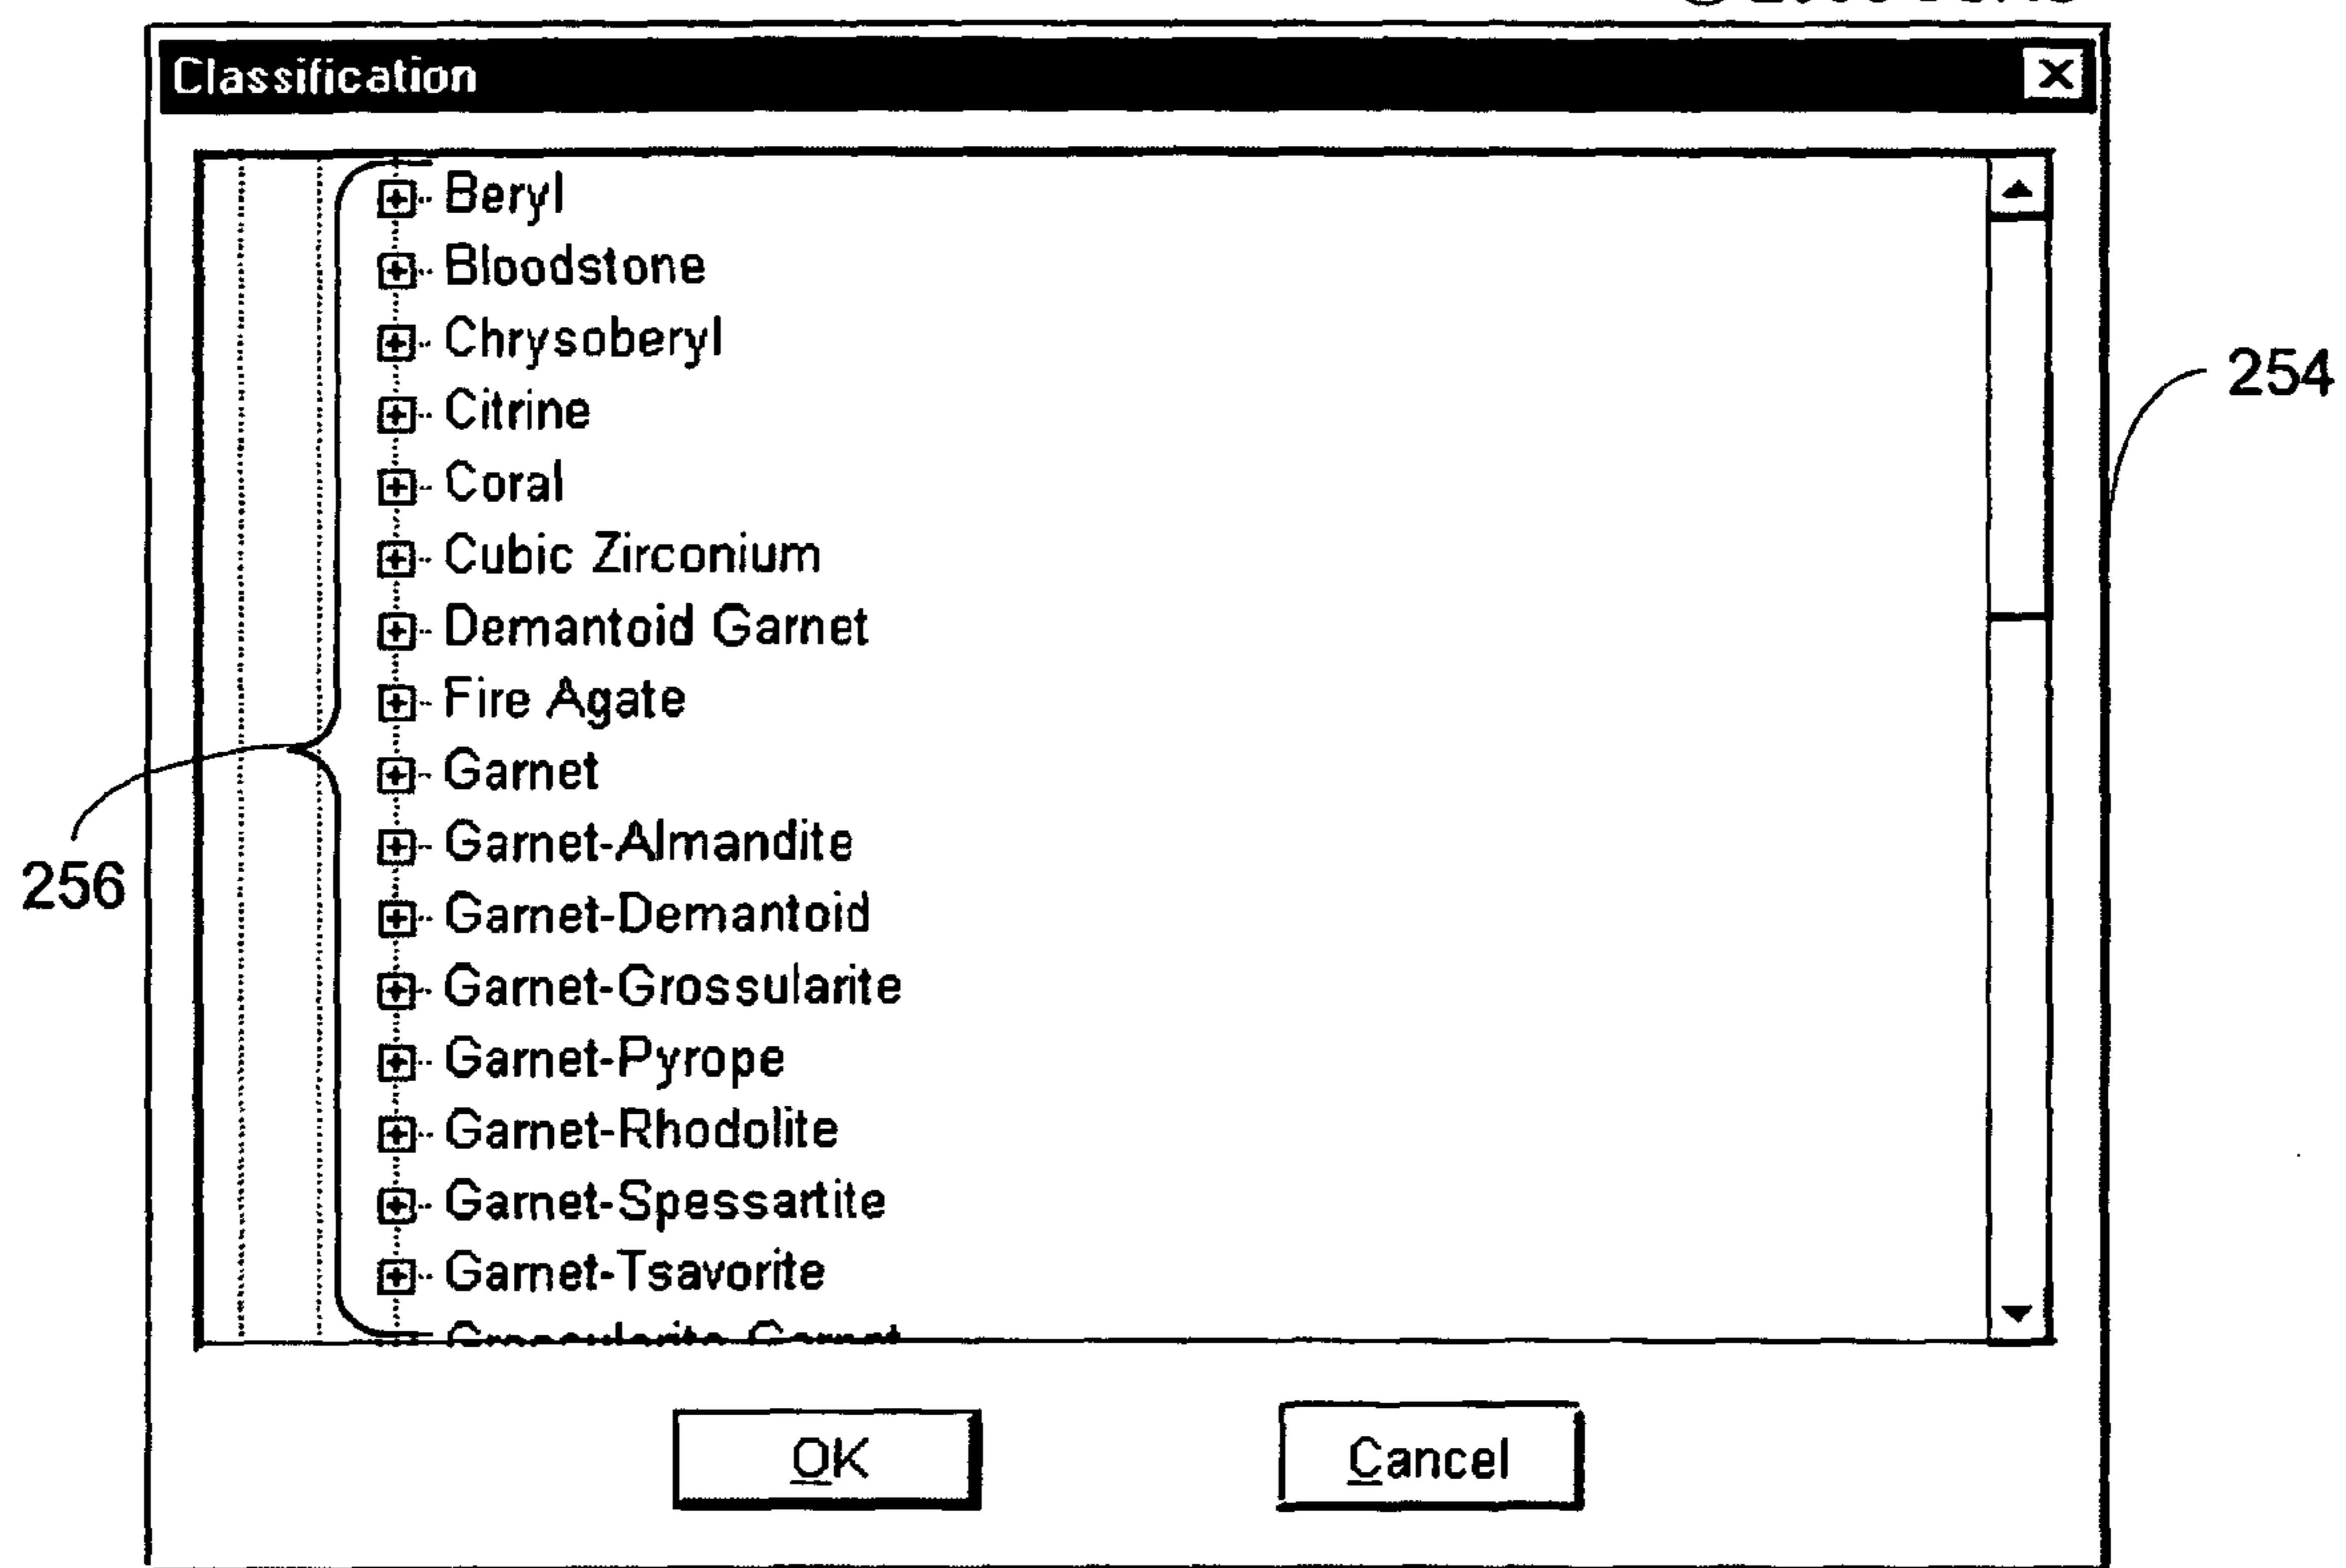 Classification
Beryl
Bloodstone
Chrysoberyl
Citrine
254
Coral
Cubic Zirconium
Demantoid Garnet
Fire Agate
Garnet
Garnet-Almandite
256
Garnet-Demantoid
Garnet-Grossularite
Garnet-Pyrope
Garnet-Rhodolite
Garnet-Spessartite
Garnet-Tsavorite
OK
Cancel